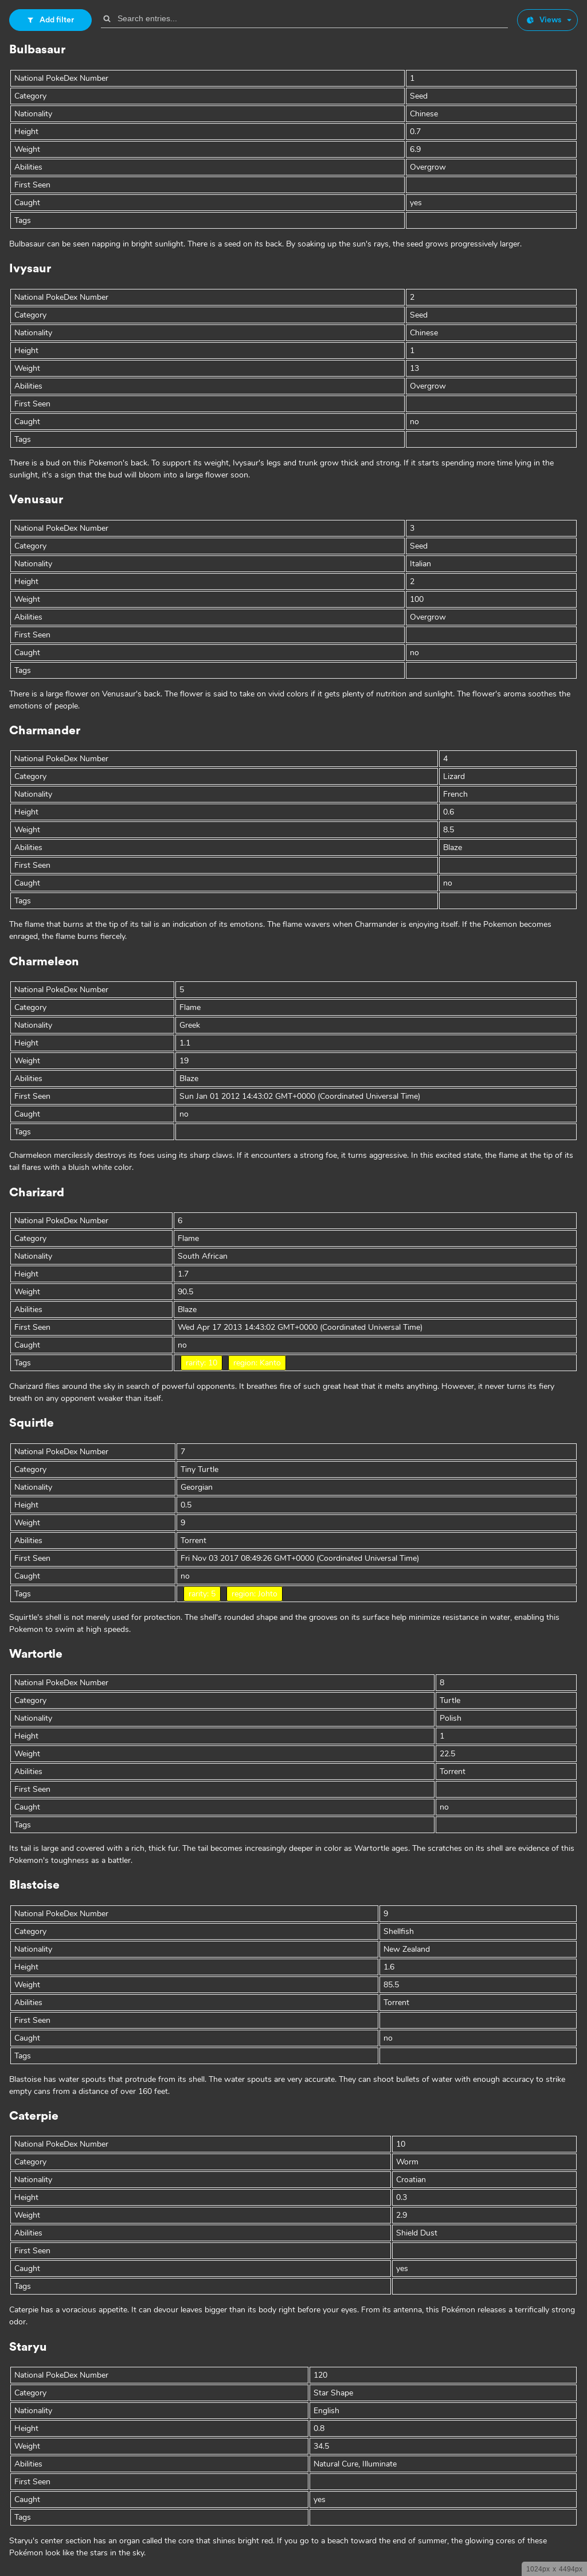 Add filter
Search entries...
Views
Bulbasaur
National PokeDex Number 1
Category Seed
Nationality Chinese
Height 0.7
Weight 6.9
Abilities Overgrow
First Seen
Caught yes
Tags
Bulbasaur can be seen napping in bright sunlight. There is a seed on its back. By soaking up the sun's rays, the seed grows progressively larger.
Ivysaur
National PokeDex Number 2
Category Seed
Nationality Chinese
Height 1
Weight 13
Abilities Overgrow
First Seen
Caught no
Tags
There is a bud on this Pokemon's back. To support its weight, Ivysaur's legs and trunk grow thick and strong. If it starts spending more time lying in the
sunlight, it's a sign that the bud will bloom into a large flower soon.
Venusaur
National PokeDex Number 3
Category Seed
Nationality Italian
Height 2
Weight 100
Abilities Overgrow
First Seen
Caught no
Tags
There is a large flower on Venusaur's back. The flower is said to take on vivid colors if it gets plenty of nutrition and sunlight. The flower's aroma soothes the
emotions of people.
Charmander
National PokeDex Number 4
Category Lizard
Nationality French
Height 0.6
Weight 8.5
Abilities Blaze
First Seen
Caught no
Tags
The flame that burns at the tip of its tail is an indication of its emotions. The flame wavers when Charmander is enjoying itself. If the Pokemon becomes
enraged, the flame burns fiercely.
Charmeleon
National PokeDex Number 5
Category Flame
Nationality Greek
Height 1.1
Weight 19
Abilities Blaze
First Seen Sun Jan 01 2012 14:43:02 GMT+0000 (Coordinated Universal Time)
Caught no
Tags
Charmeleon mercilessly destroys its foes using its sharp claws. If it encounters a strong foe, it turns aggressive. In this excited state, the flame at the tip of its
tail flares with a bluish white color.
Charizard
National PokeDex Number 6
Category Flame
Nationality South African
Height 1.7
Weight 90.5
Abilities Blaze
First Seen Wed Apr 17 2013 14:43:02 GMT+0000 (Coordinated Universal Time)
Caught no
Tags
Charizard flies around the sky in search of powerful opponents. It breathes fire of such great heat that it melts anything. However, it never turns its fiery
breath on any opponent weaker than itself.
Squirtle
National PokeDex Number 7
Category Tiny Turtle
Nationality Georgian
Height 0.5
Weight 9
Abilities Torrent
First Seen Fri Nov 03 2017 08:49:26 GMT+0000 (Coordinated Universal Time)
Caught no
Tags
Squirtle's shell is not merely used for protection. The shell's rounded shape and the grooves on its surface help minimize resistance in water, enabling this
Pokemon to swim at high speeds.
Wartortle
National PokeDex Number 8
Category Turtle
Nationality Polish
Height 1
Weight 22.5
Abilities Torrent
First Seen
Caught no
Tags
Its tail is large and covered with a rich, thick fur. The tail becomes increasingly deeper in color as Wartortle ages. The scratches on its shell are evidence of this
Pokemon's toughness as a battler.
Blastoise
National PokeDex Number 9
Category Shellfish
Nationality New Zealand
Height 1.6
Weight 85.5
Abilities Torrent
First Seen
Caught no
Tags
Blastoise has water spouts that protrude from its shell. The water spouts are very accurate. They can shoot bullets of water with enough accuracy to strike
empty cans from a distance of over 160 feet.
Caterpie
National PokeDex Number 10
Category Worm
Nationality Croatian
Height 0.3
Weight 2.9
Abilities Shield Dust
First Seen
Caught yes
Tags
Caterpie has a voracious appetite. It can devour leaves bigger than its body right before your eyes. From its antenna, this Pokémon releases a terrifically strong
odor.
Staryu
National PokeDex Number 120
Category Star Shape
Nationality English
Height 0.8
Weight 34.5
Abilities Natural Cure, Illuminate
First Seen
Caught yes
Tags
Staryu's center section has an organ called the core that shines bright red. If you go to a beach toward the end of summer, the glowing cores of these
Pokémon look like the stars in the sky.
1024px x 4494px